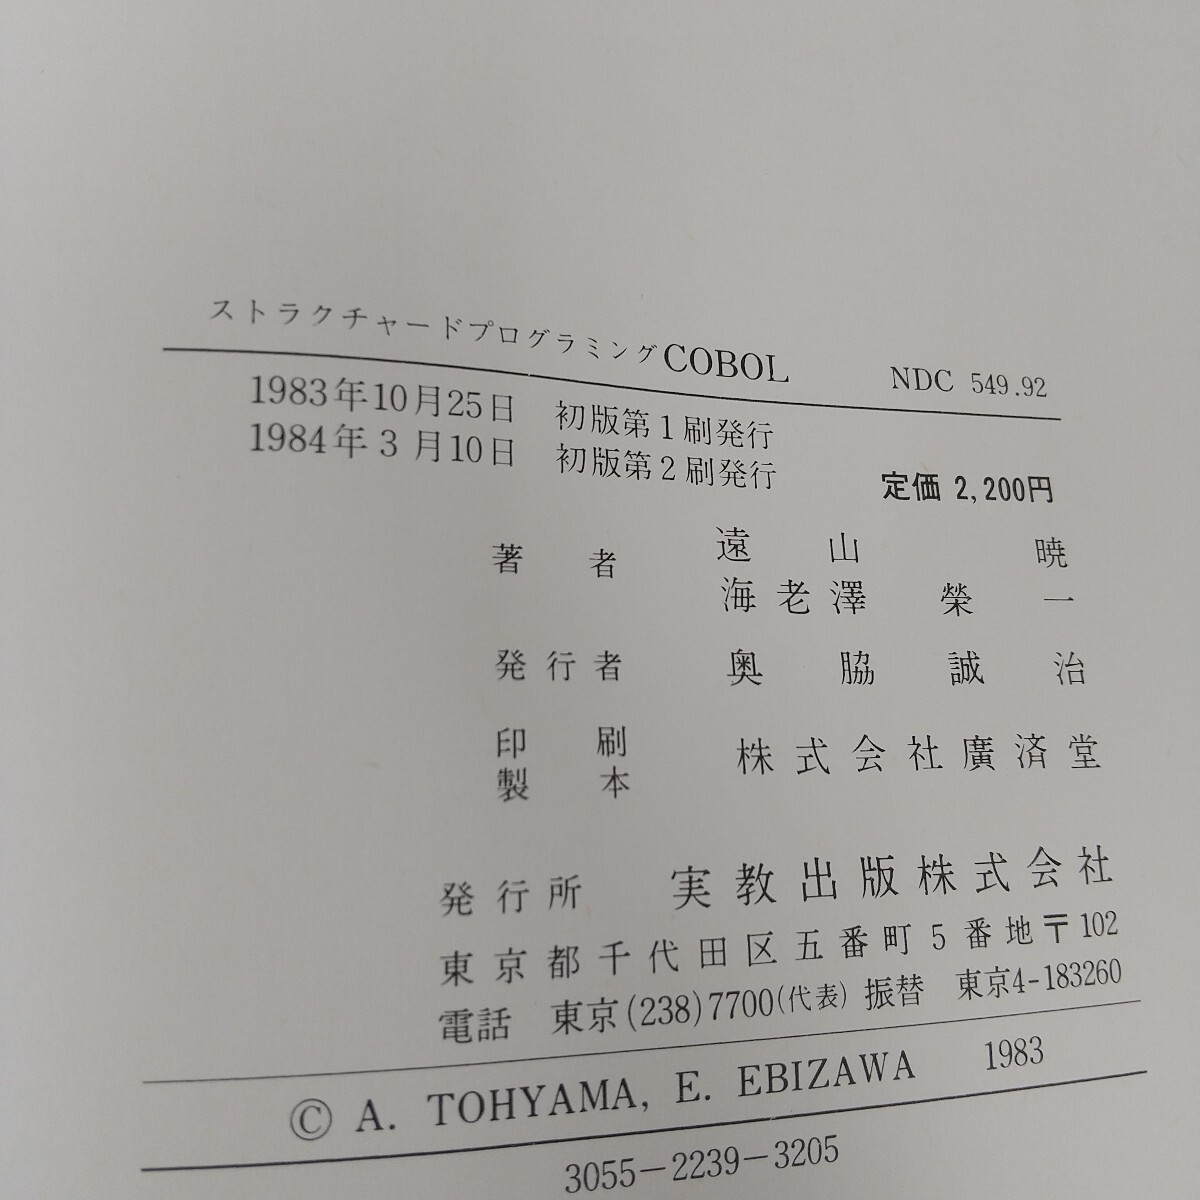 ストラクチャードプログラミングCOBOL NDC 549.92
1983年10月25日 初版第1刷発行
1984年3月10日 初版第2刷発行
定価 2,200円
著者 遠山 暁
海老澤 榮一
発行者 奥脇誠治
印刷
製本 株式会社廣済堂
発行所 実教出版株式会社
東京都千代田区五番町5番地〒102
電話 東京(238)7700(代表) 振替 東京4-183260
© A. TOHYAMA, E. EBIZAWA 1983
3055-2239-3205